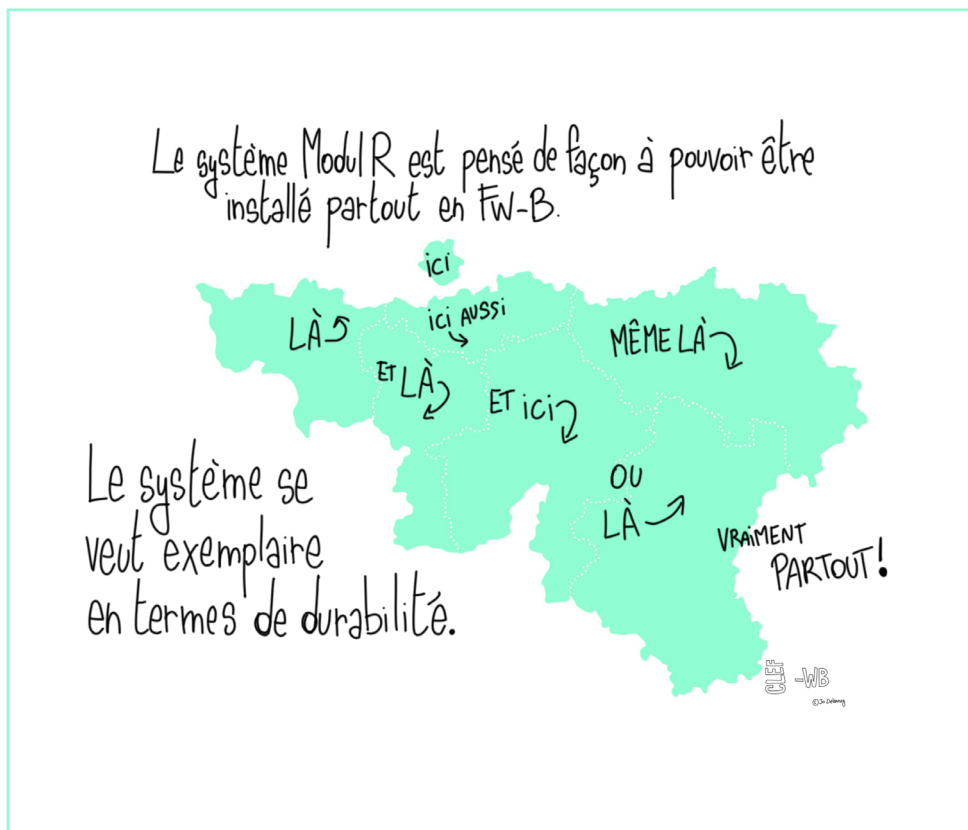 Le système ModulR est pensé de façon à pouvoir être
installé partout en FW-B.
ici
LÀ
ici AUSSi
MÊME LÀ
ET LÀ
ET ici
OU
LÀ
VRAiMENT
PARTOUT!
Le système se
veut exemplaire
en termes de durabilité.
CLEF -WB